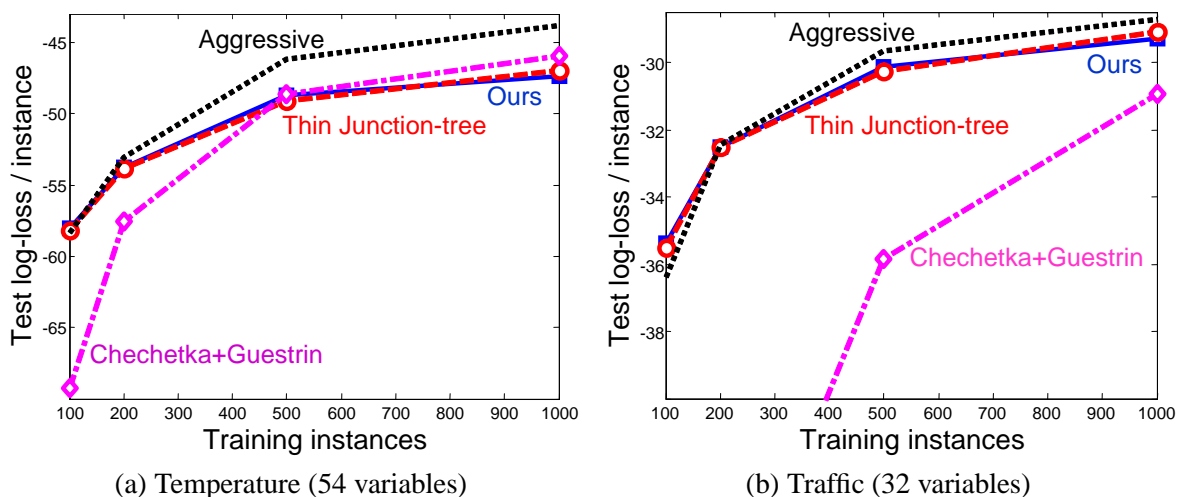 Test log-loss / instance
-45
-50
-55
-60
-65
Aggressive
Ours
Thin Junction-tree
Chechetka+Guestrin
100 200 300 400 500 600 700 800 900 1000
Training instances
(a) Temperature (54 variables)
Test log-loss / instance
-30
-32
-34
-36
-38
Aggressive
Ours
Thin Junction-tree
Chechetka+Guestrin
100 200 300 400 500 600 700 800 900 1000
Training instances
(b) Traffic (32 variables)